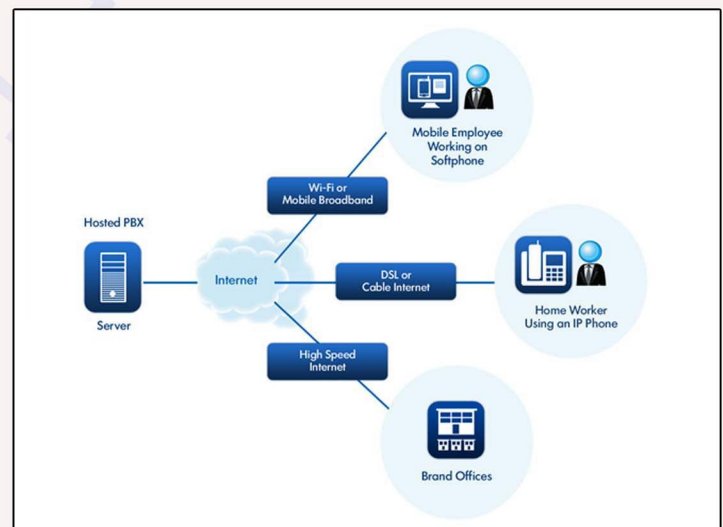 Mobile Employee
Working on
Softphone
Wi-Fi or
Mobile Broadband
Hosted PBX
Internet
DSL or
Cable Internet
Server
Home Worker
Using an IP Phone
High Speed
Internet
Brand Offices